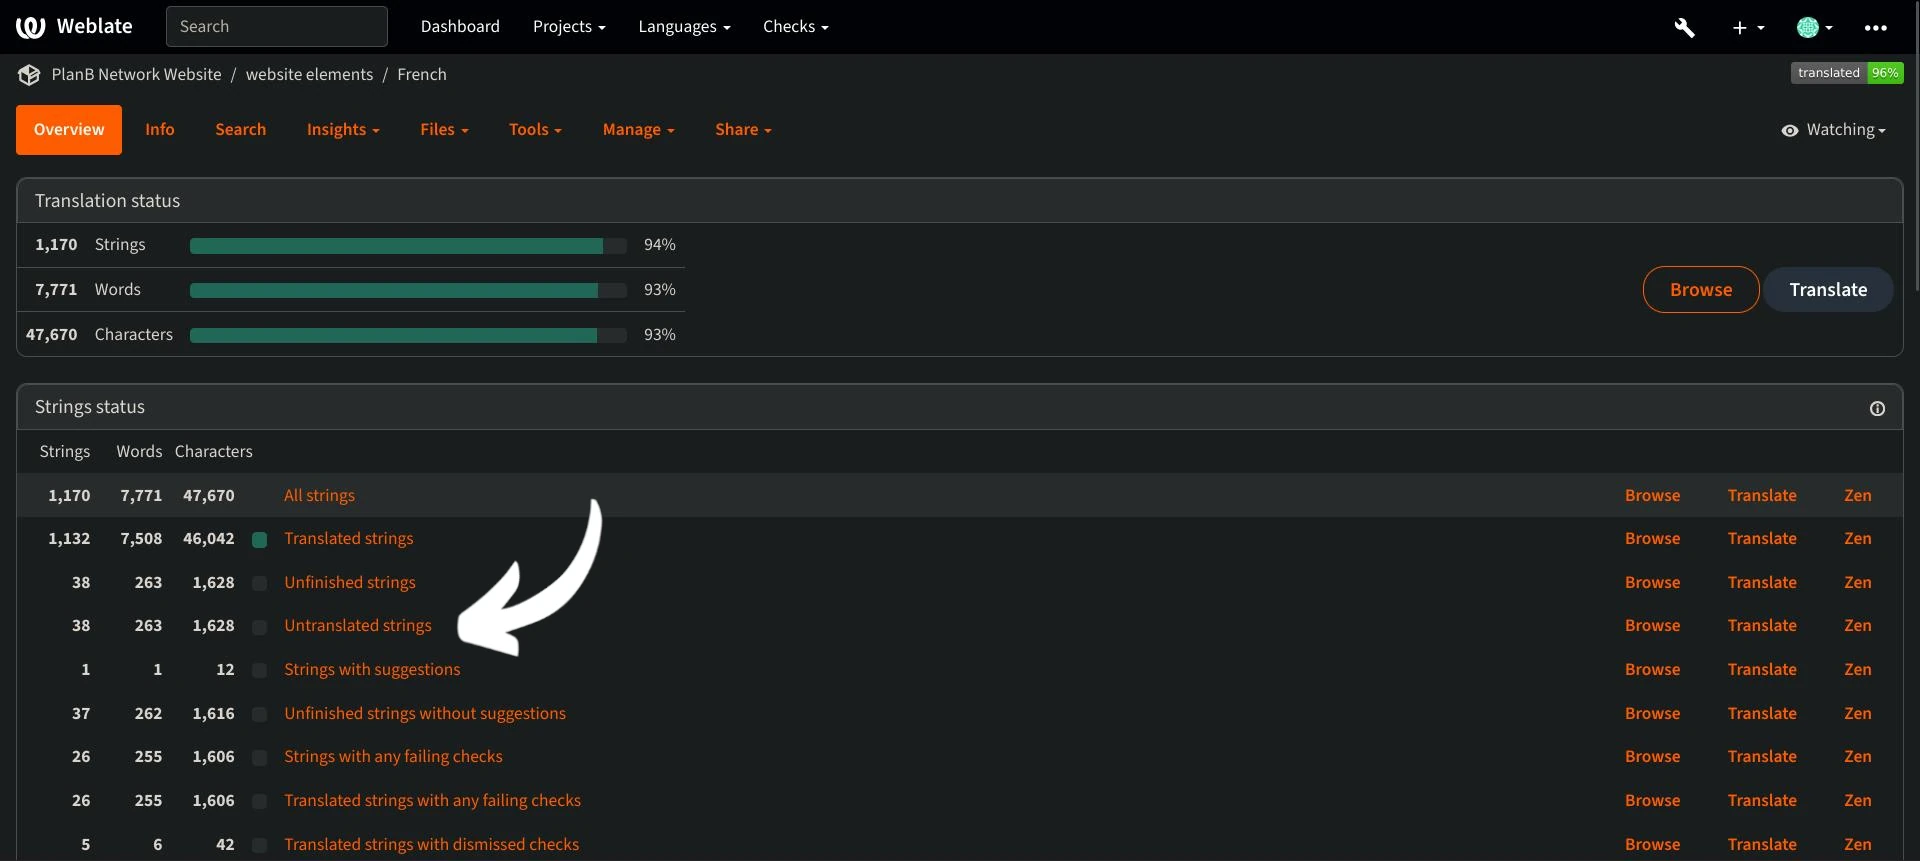 Weblate Search Dashboard Projects Languages Checks
PlanB Network Website / website elements / French translated 96%
Overview Info Search Insights Files Tools Manage Share Watching
Translation status
1,170 Strings 94%
7,771 Words 93% Browse Translate
47,670 Characters 93%
Strings status
Strings Words Characters
1,170 7,771 47,670 All strings Browse Translate Zen
1,132 7,508 46,042 Translated strings Browse Translate Zen
38 263 1,628 Unfinished strings Browse Translate Zen
38 263 1,628 Untranslated strings Browse Translate Zen
1 1 12 Strings with suggestions Browse Translate Zen
37 262 1,616 Unfinished strings without suggestions Browse Translate Zen
26 255 1,606 Strings with any failing checks Browse Translate Zen
26 255 1,606 Translated strings with any failing checks Browse Translate Zen
5 6 42 Translated strings with dismissed checks Browse Translate Zen